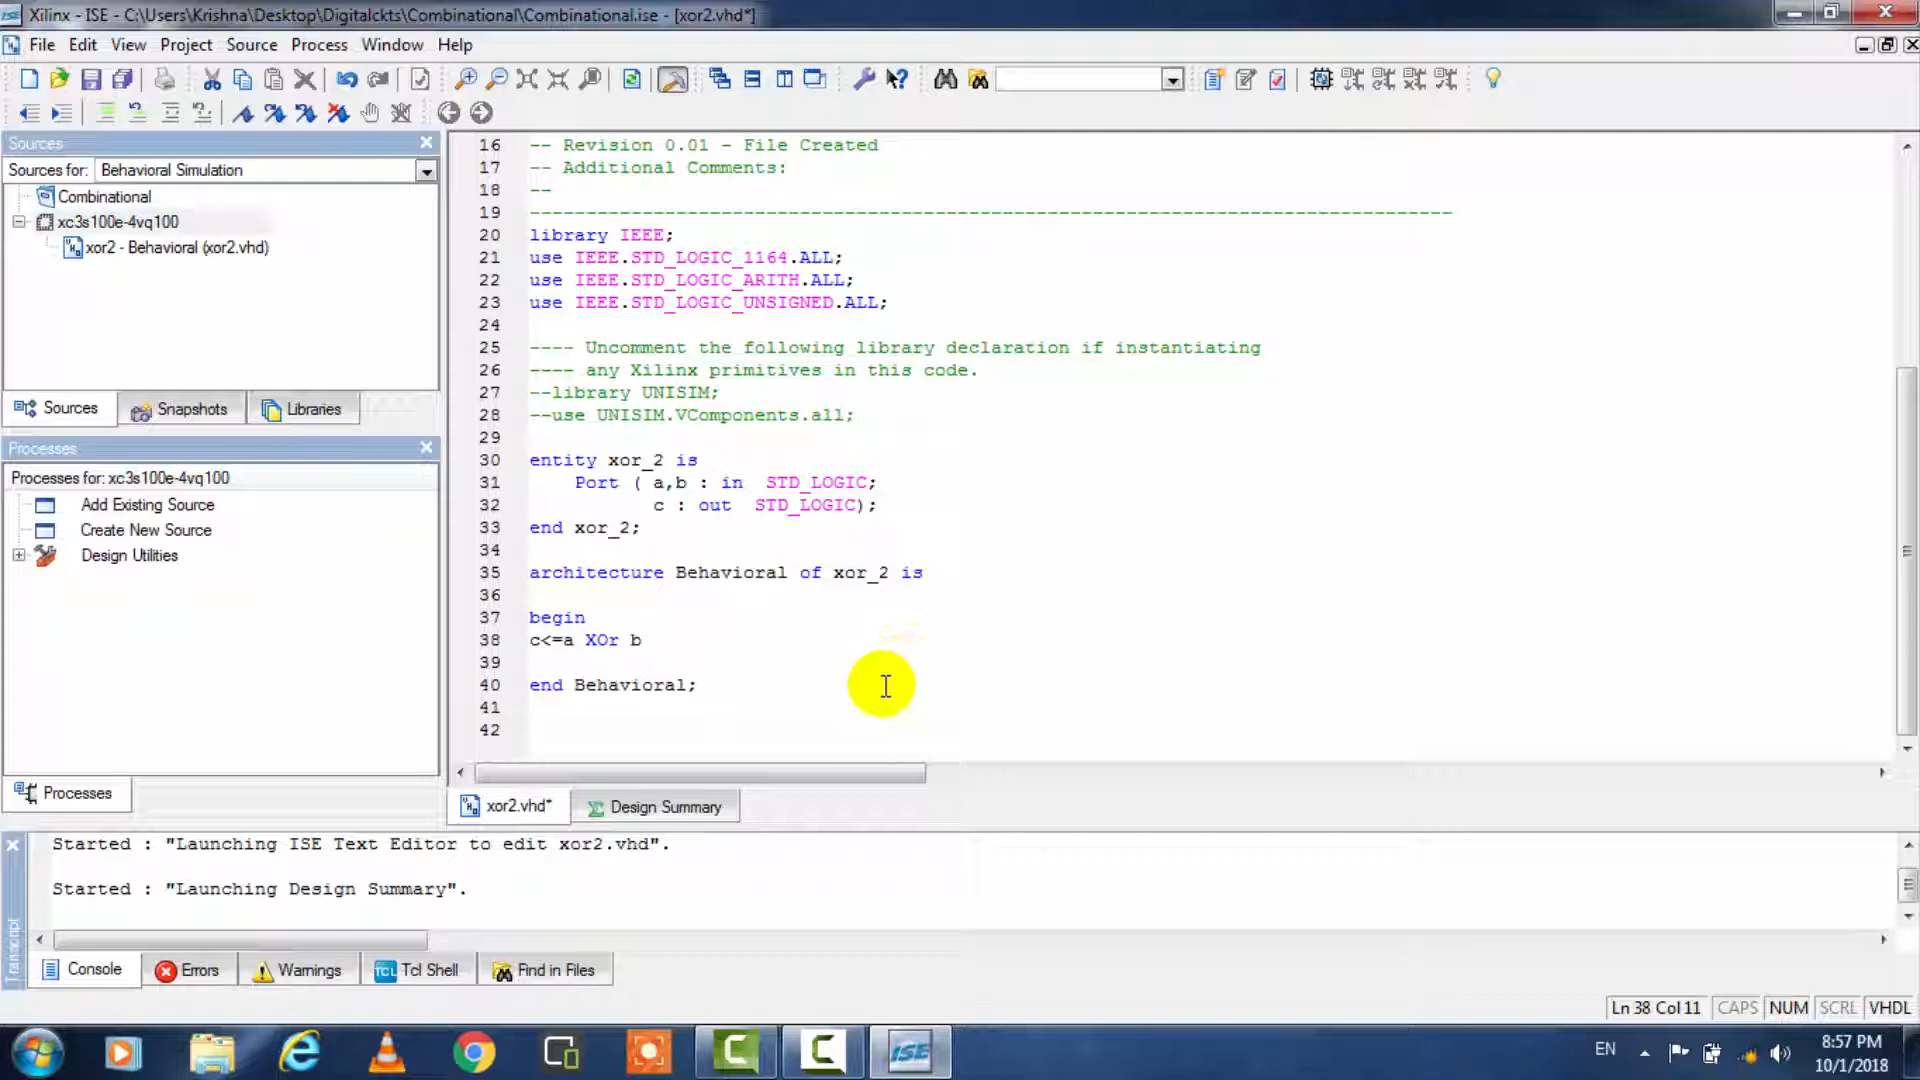 Xilinx - ISE - C:\Users\Krishna\Desktop\Digitalckts\Combinational\Combinational.ise - [xor2.vhd*]
File Edit View Project Source Process Window Help
Sources
Sources for: Behavioral Simulation
Combinational
xc3s100e-4vq100
xor2 - Behavioral (xor2.vhd)
Sources Snapshots Libraries
Processes
Processes for: xc3s100e-4vq100
Add Existing Source
Create New Source
Design Utilities
Processes
16 -- Revision 0.01 - File Created
17 -- Additional Comments:
18 --
19 ----------------------------------------------------------------------------------
20 library IEEE;
21 use IEEE.STD_LOGIC_1164.ALL;
22 use IEEE.STD_LOGIC_ARITH.ALL;
23 use IEEE.STD_LOGIC_UNSIGNED.ALL;
24
25 ---- Uncomment the following library declaration if instantiating
26 ---- any Xilinx primitives in this code.
27 --library UNISIM;
28 --use UNISIM.VComponents.all;
29
30 entity xor_2 is
31 Port ( a,b : in STD_LOGIC;
32 c : out STD_LOGIC);
33 end xor_2;
34
35 architecture Behavioral of xor_2 is
36
37 begin
38 c<=a XOr b
39
40 end Behavioral;
41
42
xor2.vhd* Design Summary
Started : "Launching ISE Text Editor to edit xor2.vhd".
Started : "Launching Design Summary".
Transcript
Console Errors Warnings TCL Tcl Shell Find in Files
Ln 38 Col 11 CAPS NUM SCRL VHDL
ISE
EN
8:57 PM
10/1/2018